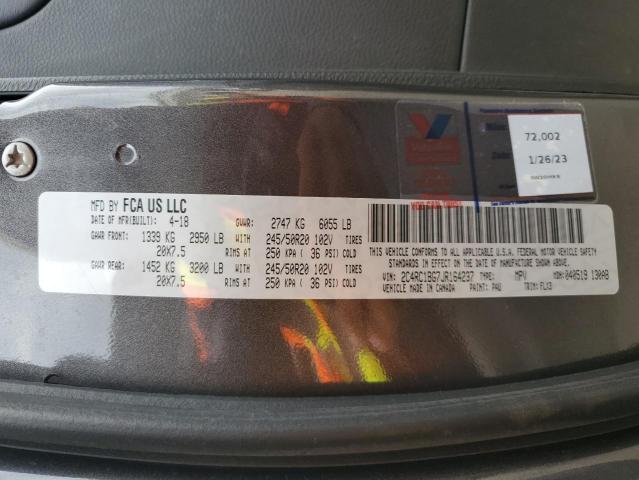 72,002
1/26/23
MFD BY FCA US LLC
DATE OF MFR(BUILT): 4-18 GVWR: 2747 KG 6055 LB
GAWR FRONT: 1339 KG 2950 LB WITH 245/50R20 102V TIRES
20X7.5 RIMS AT 250 KPA ( 36 PSI) COLD
GAWR REAR: 1452 KG 3200 LB WITH 245/50R20 102V TIRES
20X7.5 RIMS AT 250 KPA ( 36 PSI) COLD
THIS VEHICLE CONFORMS TO ALL APPLICABLE U.S.A. FEDERAL MOTOR VEHICLE SAFETY
STANDARDS IN EFFECT ON THE DATE OF MANUFACTURE SHOWN ABOVE.
VIN: 2C4RC1BG7JR164237 TYPE: MPV MDH: 040519 130AB
VEHICLE MADE IN CANADA PAINT: PAU TRIM: FLX3